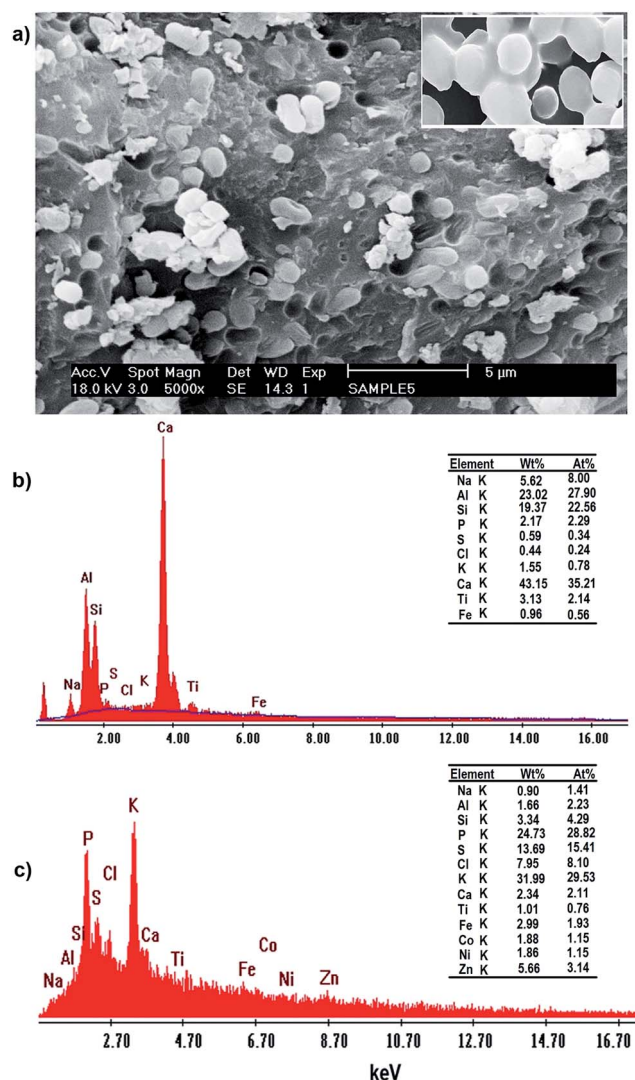 a)
Acc.V Spot Magn Det WD Exp 5 µm
18.0 kV 3.0 5000x SE 14.3 1 SAMPLE5
b)
Ca
Al
Si
Na
P
S
Cl
K
Ti
Fe
Element Wt% At%
Na K 5.62 8.00
Al K 23.02 27.90
Si K 19.37 22.56
P K 2.17 2.29
S K 0.59 0.34
Cl K 0.44 0.24
K K 1.55 0.78
Ca K 43.15 35.21
Ti K 3.13 2.14
Fe K 0.96 0.56
2.00 4.00 6.00 8.00 10.00 12.00 14.00 16.00
c)
K
P
Cl
S
Si
Al
Na
Ca
Ti
Co
Fe
Ni
Zn
Element Wt% At%
Na K 0.90 1.41
Al K 1.66 2.23
Si K 3.34 4.29
P K 24.73 28.82
S K 13.69 15.41
Cl K 7.95 8.10
K K 31.99 29.53
Ca K 2.34 2.11
Ti K 1.01 0.76
Fe K 2.99 1.93
Co K 1.88 1.15
Ni K 1.86 1.15
Zn K 5.66 3.14
2.70 4.70 6.70 8.70 10.70 12.70 14.70 16.70
keV